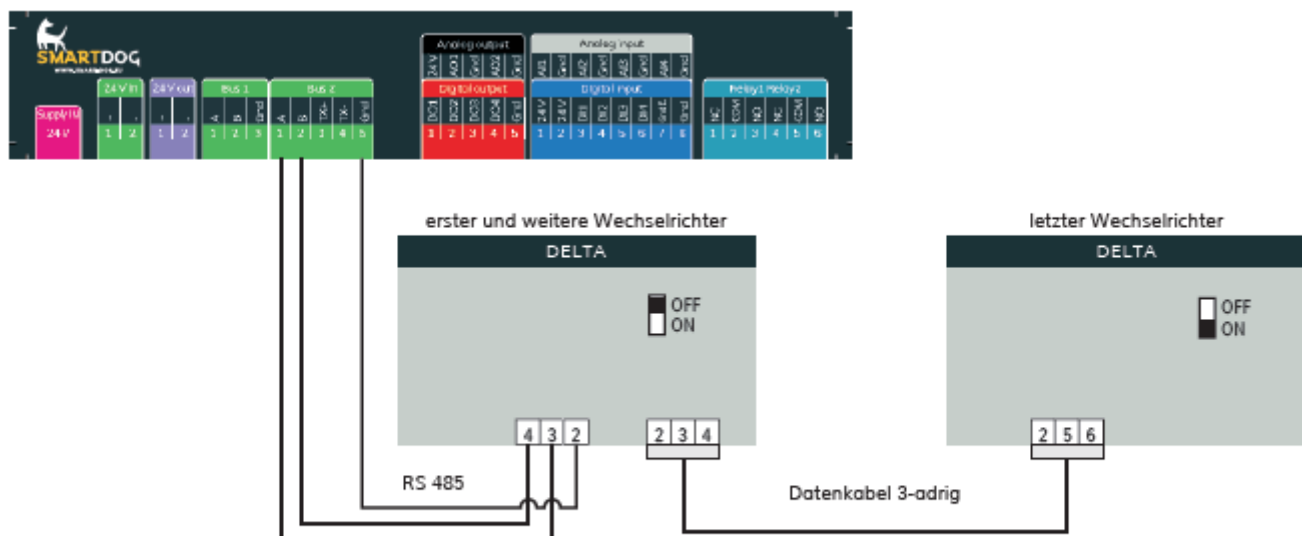 SMARTDOG
Analog output
Analog input
24 V AO1 Gnd AO2 Gnd
AI1 Gnd AI2 Gnd AI3 Gnd AI4 Gnd
24 V in
24 V out
Bus 1
Bus 2
Digital output
Digital input
Relay1 Relay2
Supply IU
24 V
A B Gnd
A B TX+ TX- Gnd
DO1 DO2 DO3 DO4 Gnd
24 V 24 V DI1 DI2 DI3 DI4 Gnd
NC COM NO NC COM NO
1 2
1 2
1 2 3
1 2 3 4 5
1 2 3 4 5
1 2 3 4 5 6 7 8
1 2 3 4 5 6
erster und weitere Wechselrichter
letzter Wechselrichter
DELTA
DELTA
OFF
ON
OFF
ON
4 3 2
2 3 4
2 5 6
RS 485
Datenkabel 3-adrig